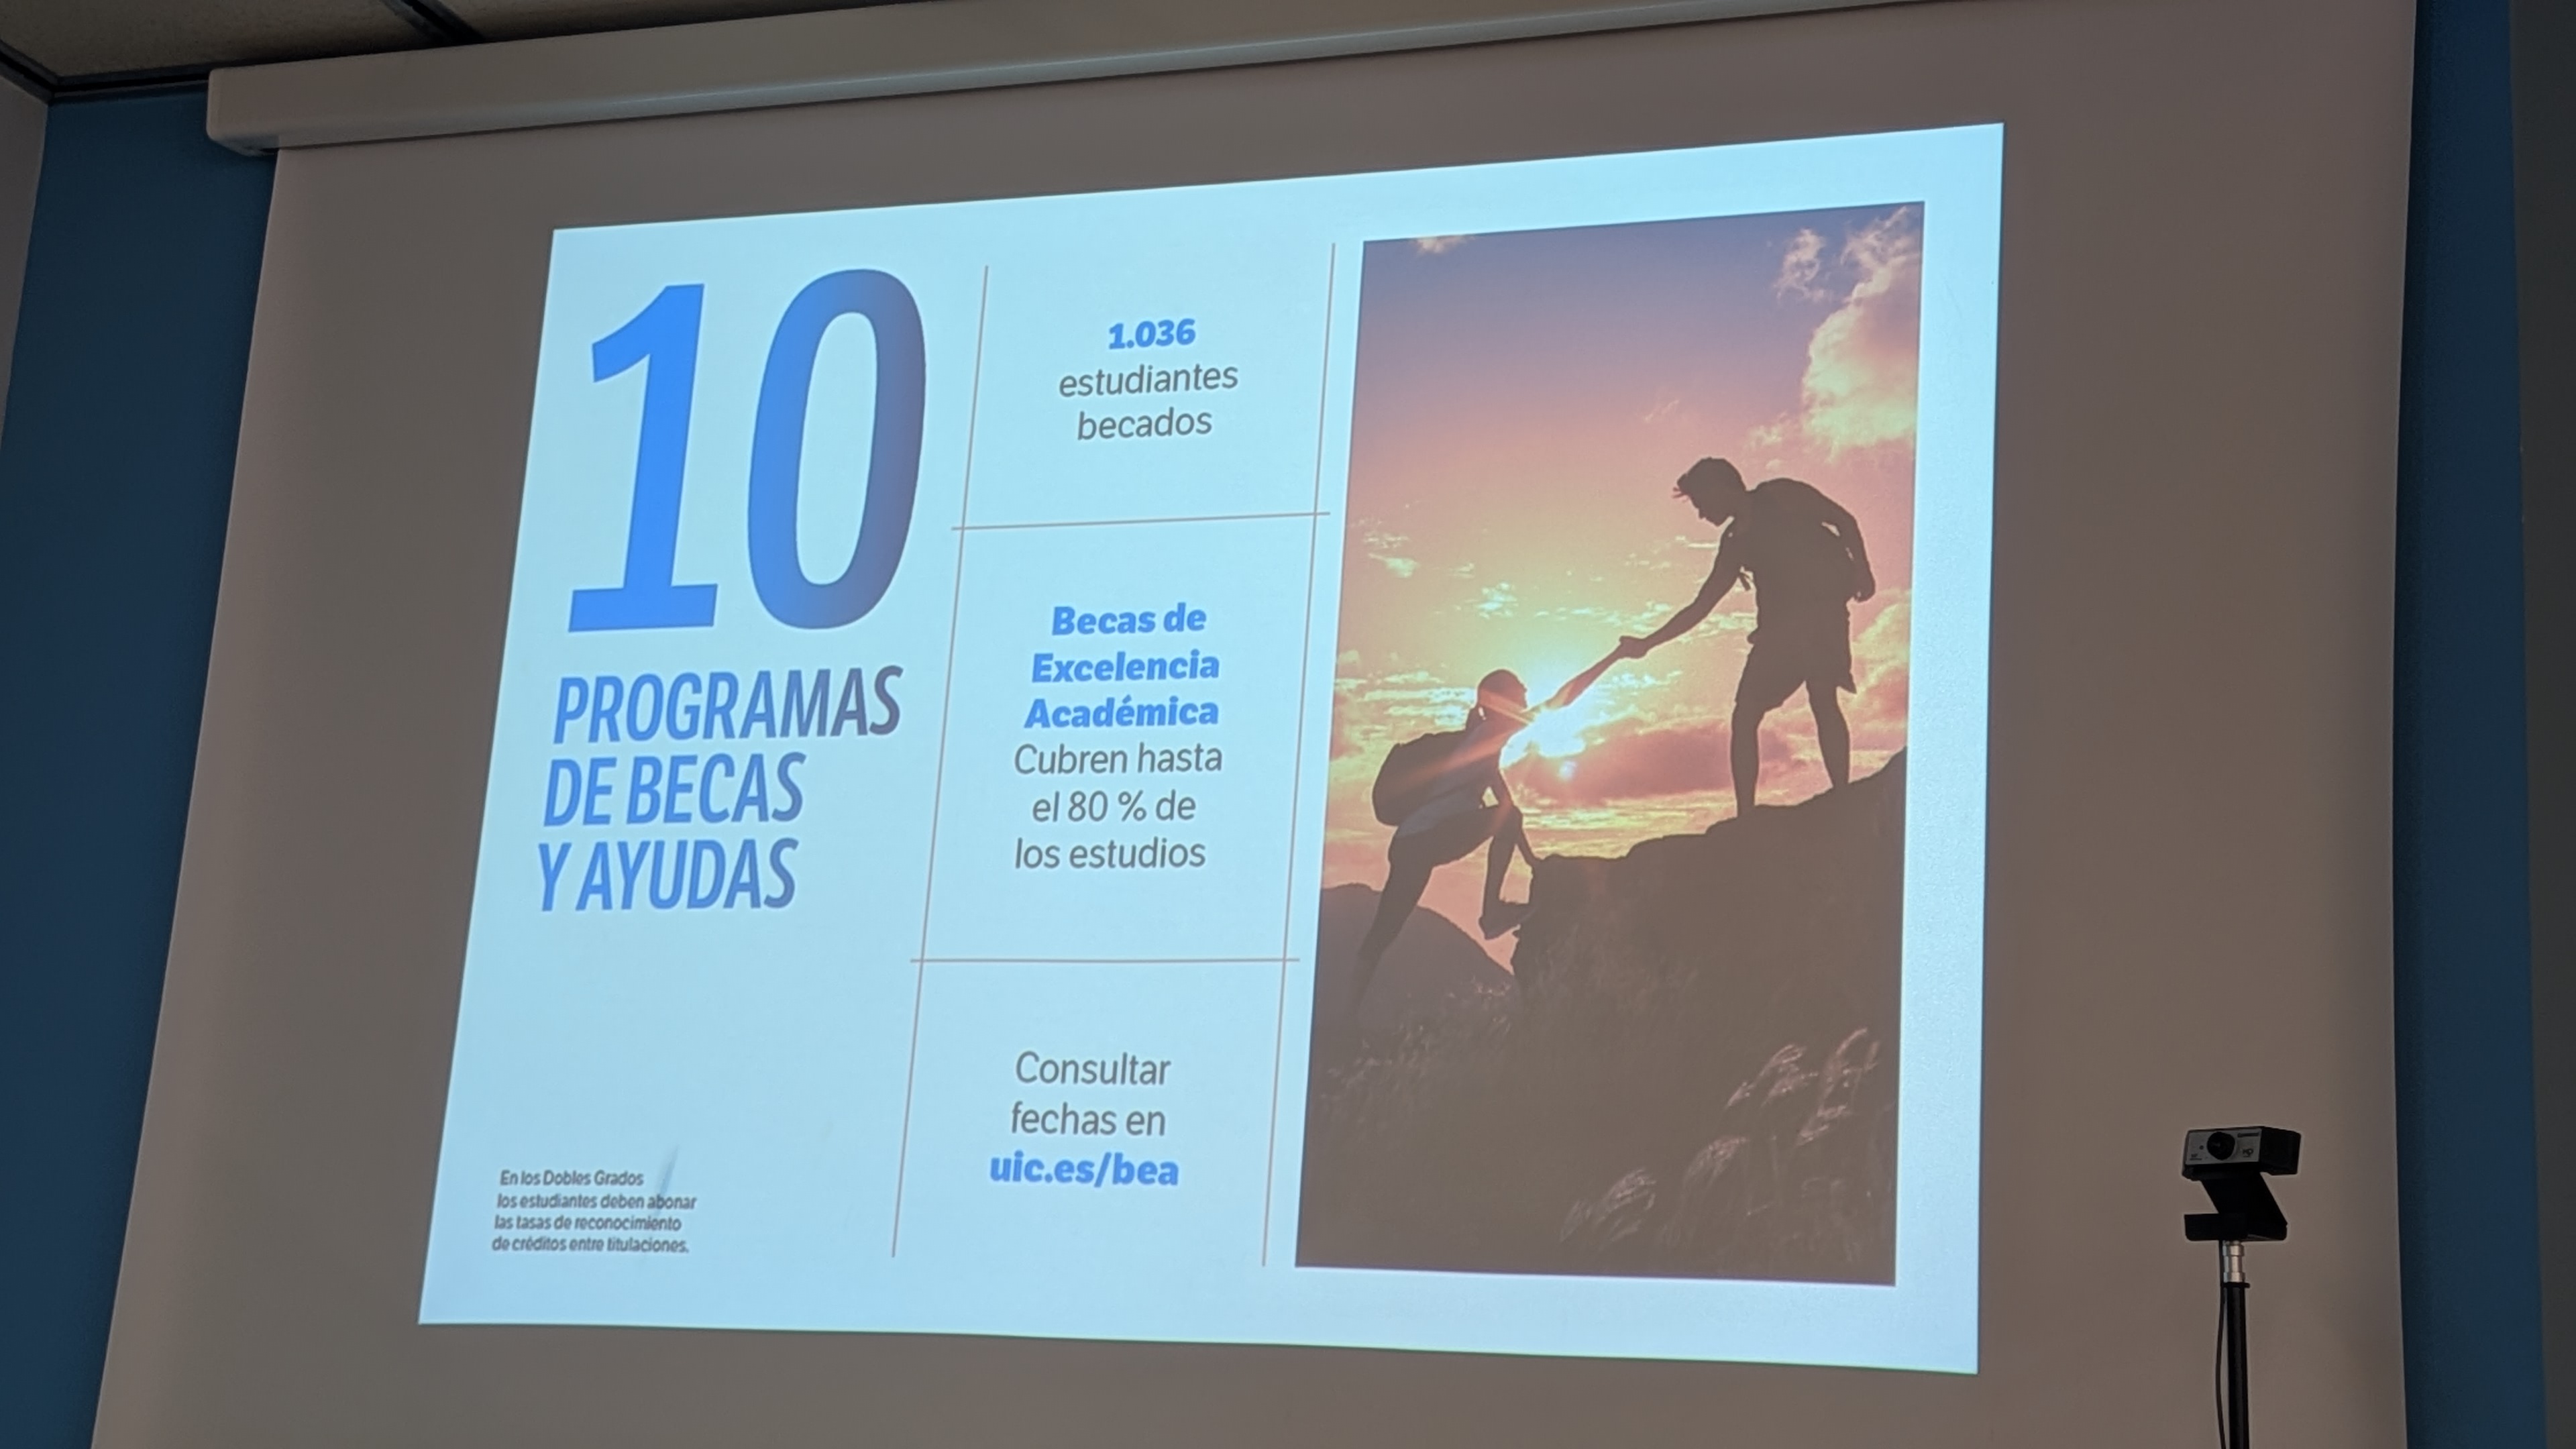 10
PROGRAMAS
DE BECAS
Y AYUDAS
En los Dobles Grados
los estudiantes deben abonar
las tasas de reconocimiento
de créditos entre titulaciones.
1.036
estudiantes
becados
Becas de
Excelencia
Académica
Cubren hasta
el 80 % de
los estudios
Consultar
fechas en
uic.es/bea